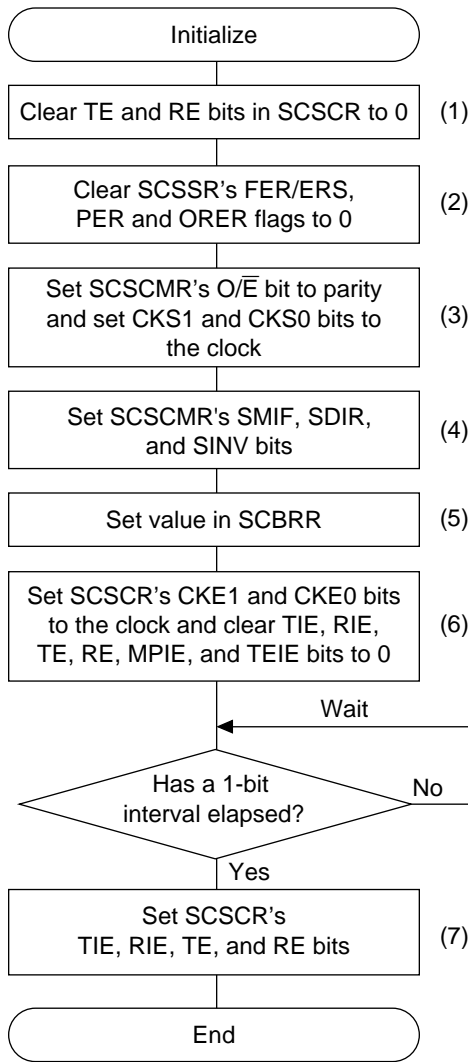 Initialize
Clear TE and RE bits in SCSCR to 0
(1)
Clear SCSSR's FER/ERS,
PER and ORER flags to 0
(2)
Set SCSCMR's O/E̅ bit to parity
and set CKS1 and CKS0 bits to
the clock
(3)
Set SCSCMR's SMIF, SDIR,
and SINV bits
(4)
Set value in SCBRR
(5)
Set SCSCR's CKE1 and CKE0 bits
to the clock and clear TIE, RIE,
TE, RE, MPIE, and TEIE bits to 0
(6)
Wait
Has a 1-bit
interval elapsed?
No
Yes
Set SCSCR's
TIE, RIE, TE, and RE bits
(7)
End